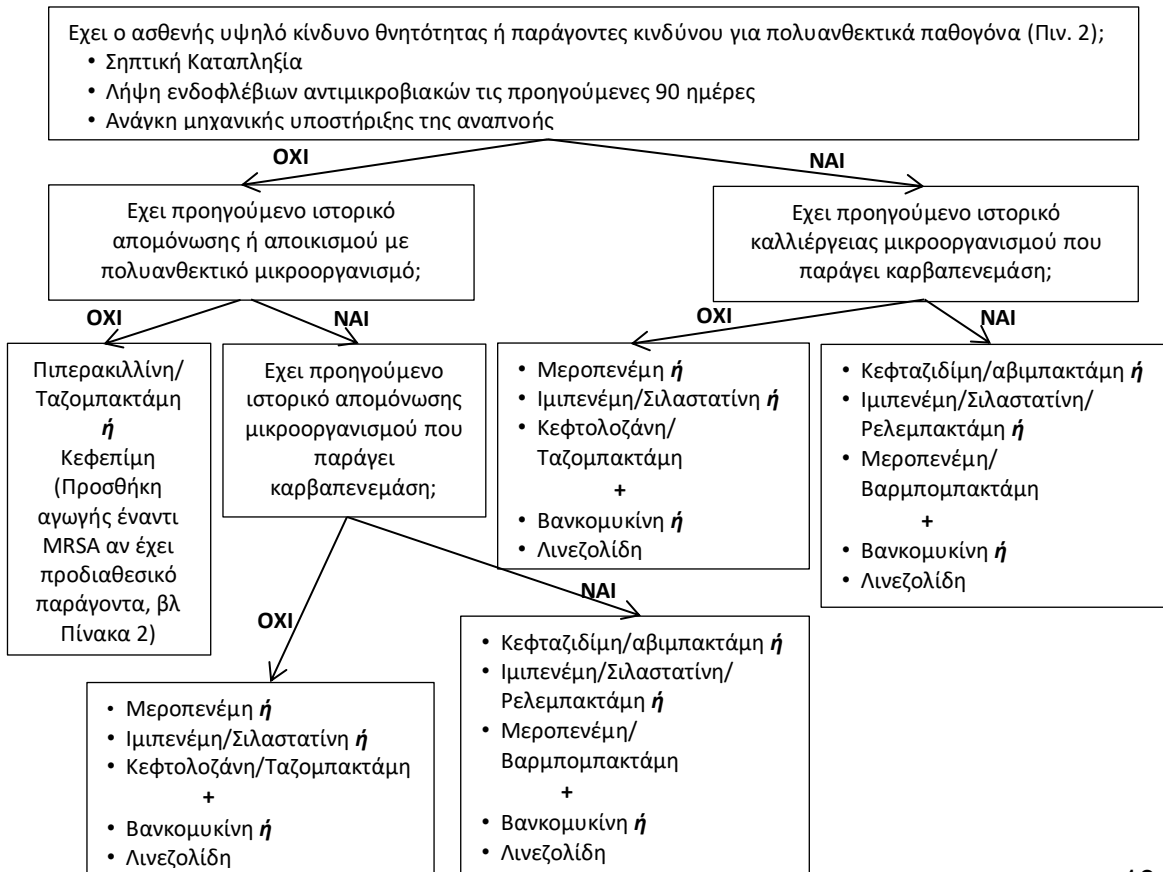 Εχει ο ασθενής υψηλό κίνδυνο θνητότητας ή παράγοντες κινδύνου για πολυανθεκτικά παθογόνα (Πιν. 2);
• Σηπτική Καταπληξία
• Λήψη ενδοφλέβιων αντιμικροβιακών τις προηγούμενες 90 ημέρες
• Ανάγκη μηχανικής υποστήριξης της αναπνοής
ΟΧΙ
ΝΑΙ
Εχει προηγούμενο ιστορικό
απομόνωσης ή αποικισμού με
πολυανθεκτικό μικροοργανισμό;
Εχει προηγούμενο ιστορικό
καλλιέργειας μικροοργανισμού που
παράγει καρβαπενεμάση;
ΟΧΙ
ΝΑΙ
ΟΧΙ
ΝΑΙ
Πιπερακιλλίνη/
Ταζομπακτάμη
ή
Κεφεπίμη
(Προσθήκη
αγωγής έναντι
MRSA αν έχει
προδιαθεσικό
παράγοντα, βλ
Πίνακα 2)
Εχει προηγούμενο
ιστορικό απομόνωσης
μικροοργανισμού που
παράγει
καρβαπενεμάση;
• Μεροπενέμη ή
• Ιμιπενέμη/Σιλαστατίνη ή
• Κεφτολοζάνη/
Ταζομπακτάμη
+
• Βανκομυκίνη ή
• Λινεζολίδη
• Κεφταζιδίμη/αβιμπακτάμη ή
• Ιμιπενέμη/Σιλαστατίνη/
Ρελεμπακτάμη ή
• Μεροπενέμη/
Βαρμπομπακτάμη
+
• Βανκομυκίνη ή
• Λινεζολίδη
ΟΧΙ
ΝΑΙ
• Μεροπενέμη ή
• Ιμιπενέμη/Σιλαστατίνη ή
• Κεφτολοζάνη/Ταζομπακτάμη
+
• Βανκομυκίνη ή
• Λινεζολίδη
• Κεφταζιδίμη/αβιμπακτάμη ή
• Ιμιπενέμη/Σιλαστατίνη/
Ρελεμπακτάμη ή
• Μεροπενέμη/
Βαρμπομπακτάμη
+
• Βανκομυκίνη ή
• Λινεζολίδη